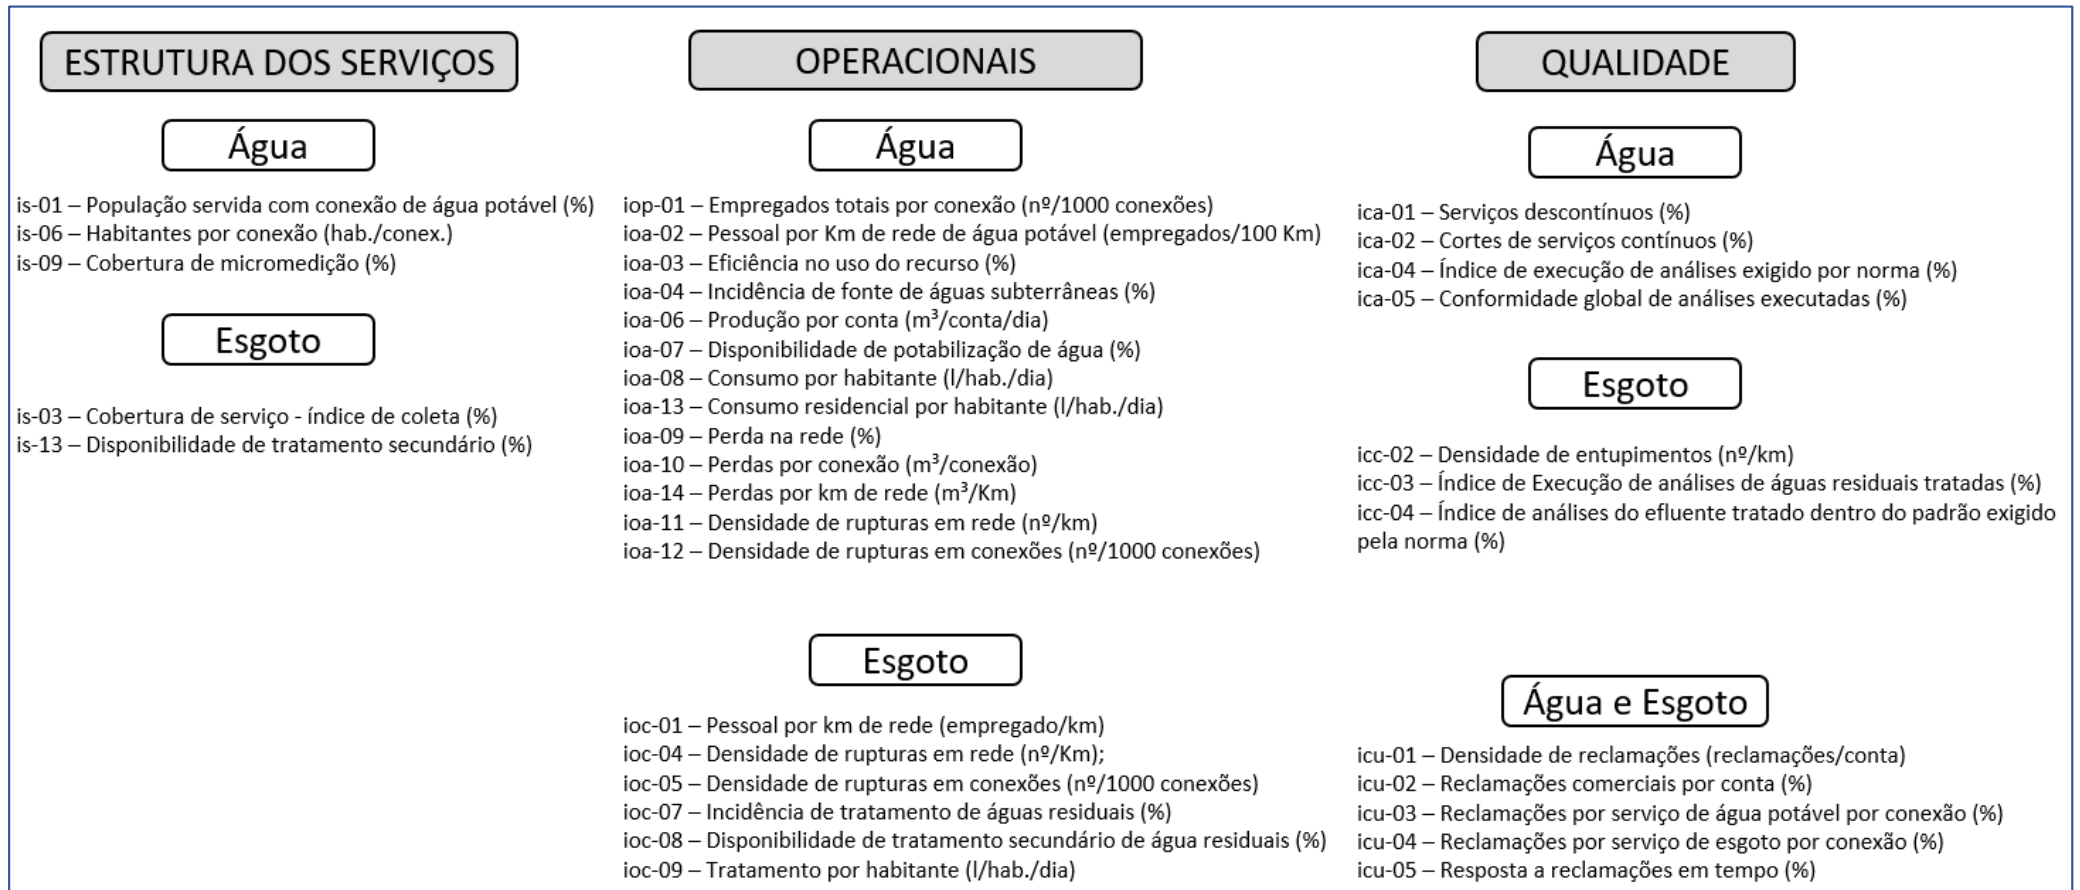 ESTRUTURA DOS SERVIÇOS
Água
is-01 – População servida com conexão de água potável (%)
is-06 – Habitantes por conexão (hab./conex.)
is-09 – Cobertura de micromedição (%)
Esgoto
is-03 – Cobertura de serviço - índice de coleta (%)
is-13 – Disponibilidade de tratamento secundário (%)
OPERACIONAIS
Água
iop-01 – Empregados totais por conexão (nº/1000 conexões)
ioa-02 – Pessoal por Km de rede de água potável (empregados/100 Km)
ioa-03 – Eficiência no uso do recurso (%)
ioa-04 – Incidência de fonte de águas subterrâneas (%)
ioa-06 – Produção por conta (m³/conta/dia)
ioa-07 – Disponibilidade de potabilização de água (%)
ioa-08 – Consumo por habitante (l/hab./dia)
ioa-13 – Consumo residencial por habitante (l/hab./dia)
ioa-09 – Perda na rede (%)
ioa-10 – Perdas por conexão (m³/conexão)
ioa-14 – Perdas por km de rede (m³/Km)
ioa-11 – Densidade de rupturas em rede (nº/km)
ioa-12 – Densidade de rupturas em conexões (nº/1000 conexões)
Esgoto
ioc-01 – Pessoal por km de rede (empregado/km)
ioc-04 – Densidade de rupturas em rede (nº/Km);
ioc-05 – Densidade de rupturas em conexões (nº/1000 conexões)
ioc-07 – Incidência de tratamento de águas residuais (%)
ioc-08 – Disponibilidade de tratamento secundário de água residuais (%)
ioc-09 – Tratamento por habitante (l/hab./dia)
QUALIDADE
Água
ica-01 – Serviços descontínuos (%)
ica-02 – Cortes de serviços contínuos (%)
ica-04 – Índice de execução de análises exigido por norma (%)
ica-05 – Conformidade global de análises executadas (%)
Esgoto
icc-02 – Densidade de entupimentos (nº/km)
icc-03 – Índice de Execução de análises de águas residuais tratadas (%)
icc-04 – Índice de análises do efluente tratado dentro do padrão exigido
pela norma (%)
Água e Esgoto
icu-01 – Densidade de reclamações (reclamações/conta)
icu-02 – Reclamações comerciais por conta (%)
icu-03 – Reclamações por serviço de água potável por conexão (%)
icu-04 – Reclamações por serviço de esgoto por conexão (%)
icu-05 – Resposta a reclamações em tempo (%)